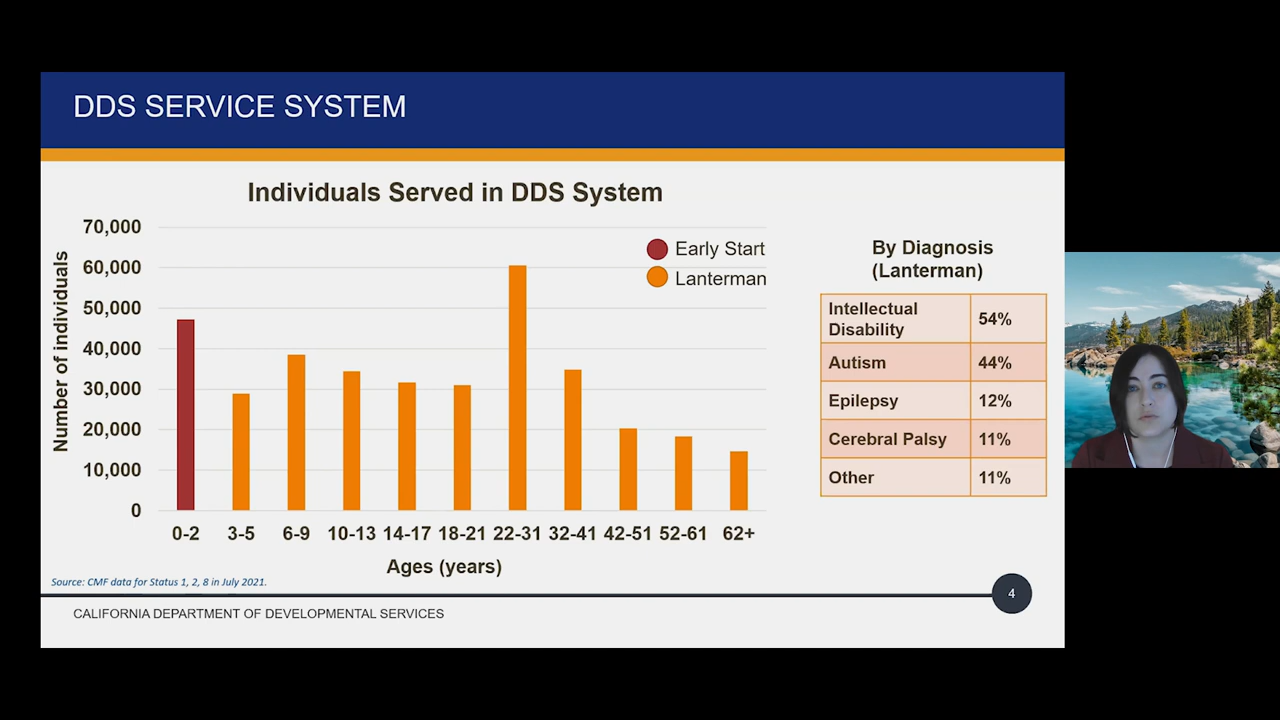 DDS SERVICE SYSTEM
Individuals Served in DDS System
Number of individuals
70,000
60,000
50,000
40,000
30,000
20,000
10,000
0
Early Start
Lanterman
0-2 3-5 6-9 10-13 14-17 18-21 22-31 32-41 42-51 52-61 62+
Ages (years)
By Diagnosis
(Lanterman)
Intellectual
Disability 54%
Autism 44%
Epilepsy 12%
Cerebral Palsy 11%
Other 11%
Source: CMF data for Status 1, 2, 8 in July 2021.
4
CALIFORNIA DEPARTMENT OF DEVELOPMENTAL SERVICES